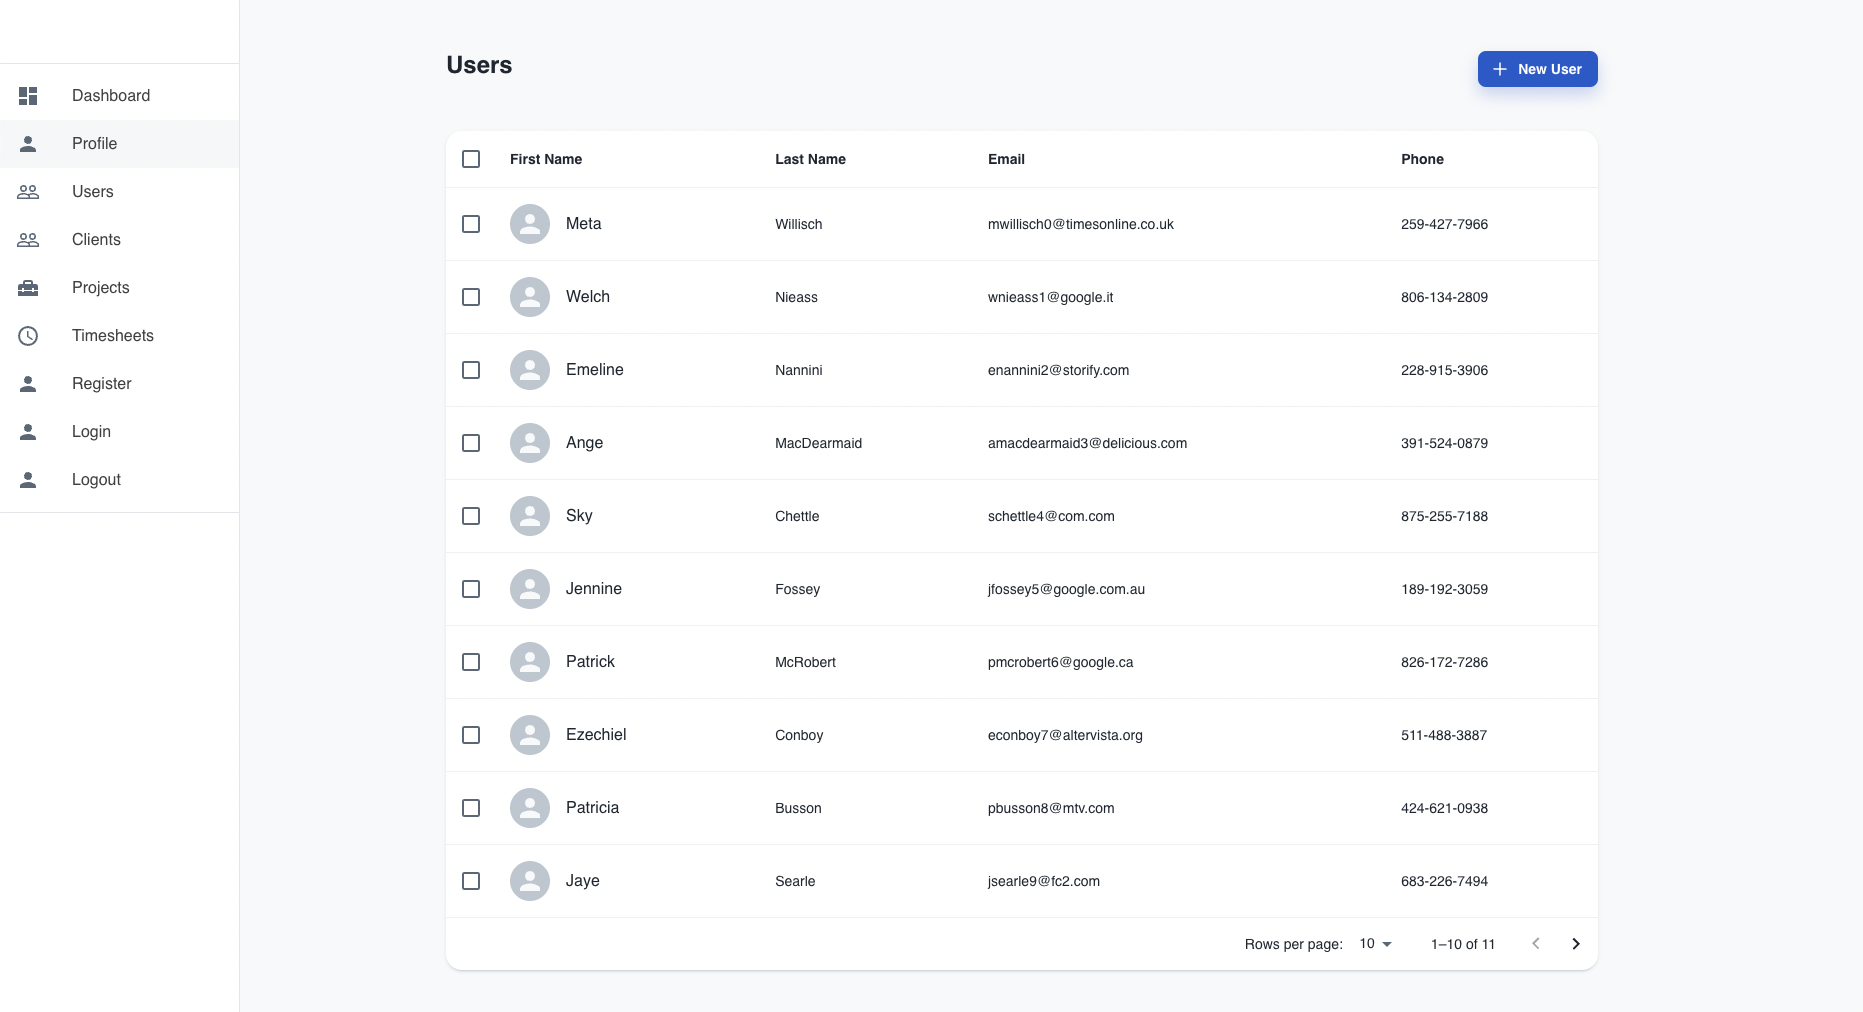 Dashboard
Profile
Users
Clients
Projects
Timesheets
Register
Login
Logout
Users
New User
First Name Last Name Email Phone
Meta Willisch mwillisch0@timesonline.co.uk 259-427-7966
Welch Nieass wnieass1@google.it 806-134-2809
Emeline Nannini enannini2@storify.com 228-915-3906
Ange MacDearmaid amacdearmaid3@delicious.com 391-524-0879
Sky Chettle schettle4@com.com 875-255-7188
Jennine Fossey jfossey5@google.com.au 189-192-3059
Patrick McRobert pmcrobert6@google.ca 826-172-7286
Ezechiel Conboy econboy7@altervista.org 511-488-3887
Patricia Busson pbusson8@mtv.com 424-621-0938
Jaye Searle jsearle9@fc2.com 683-226-7494
Rows per page: 10 1–10 of 11